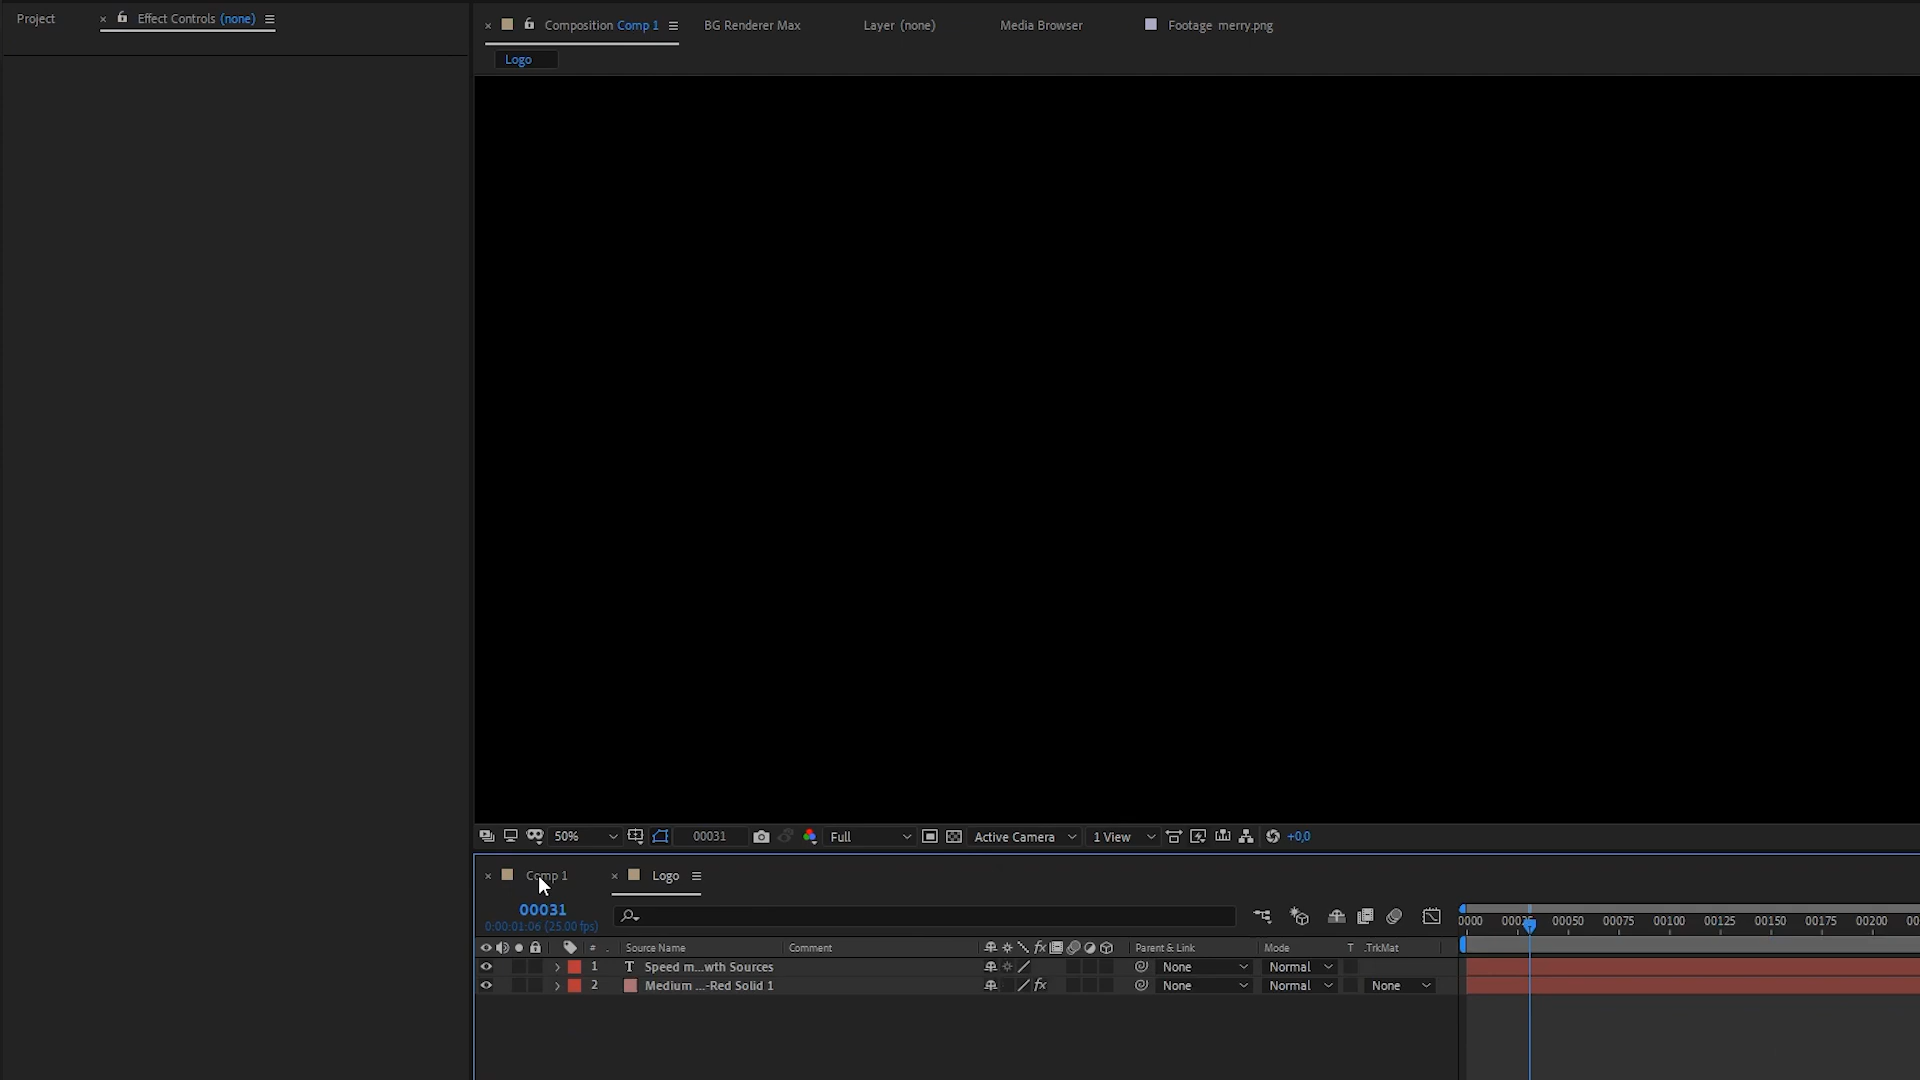 Project
Effect Controls (none)
Composition Comp 1
BG Renderer Max
Layer (none)
Media Browser
Footage merry.png
Logo
50%
00031
Full
Active Camera
1 View
+0,0
Comp 1
Logo
00031
0:00:01:06 (25.00 fps)
00025 00050 00075 00100 00125 00150 00175 00200
# Source Name Comment Parent & Link Mode T .TrkMat
1 T Speed m...wth Sources None Normal
2 Medium ...-Red Solid 1 fx None Normal None